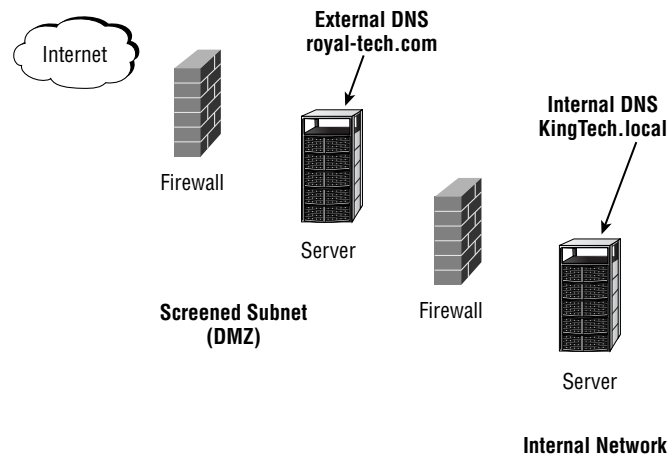 Internet
External DNS
royal-tech.com
Firewall
Server
Internal DNS
KingTech.local
Screened Subnet
(DMZ)
Firewall
Server
Internal Network